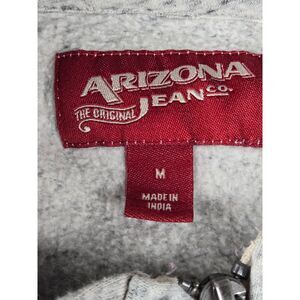 ARIZONA
THE ORIGINAL JEAN CO.
M
MADE IN
INDIA